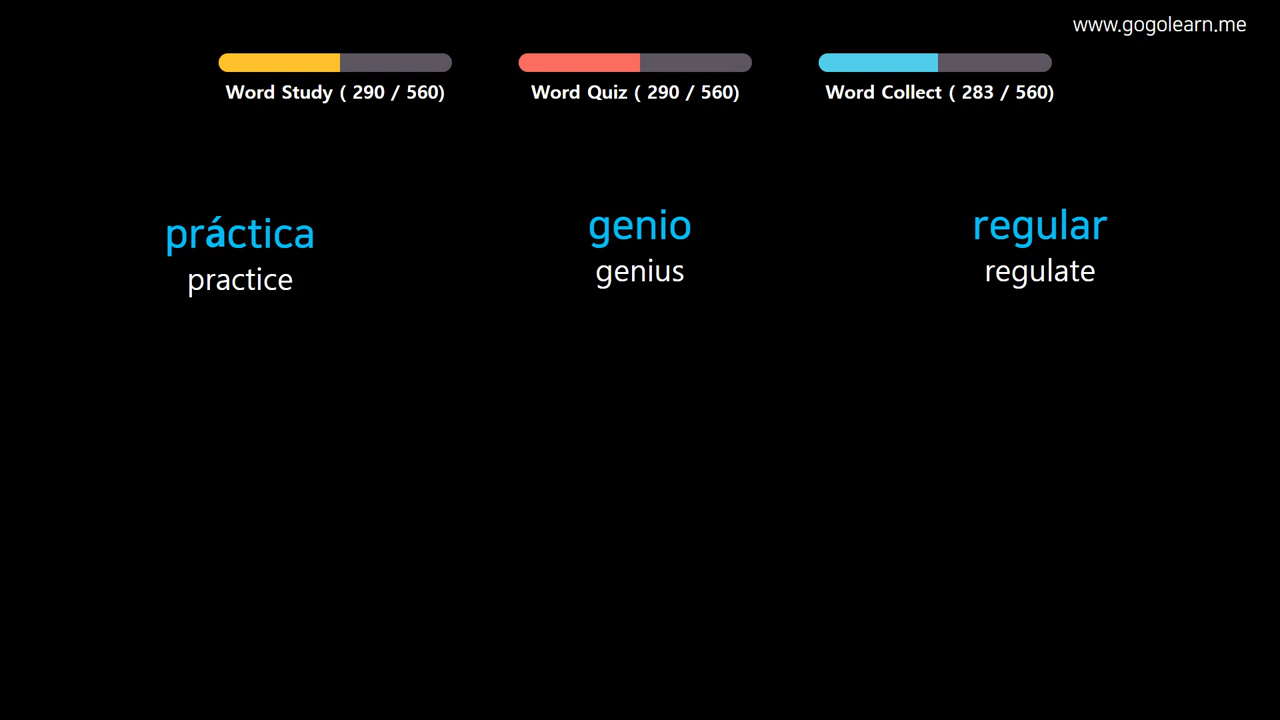 www.gogolearn.me
Word Study ( 290 / 560)
Word Quiz ( 290 / 560)
Word Collect ( 283 / 560)
práctica
practice
genio
genius
regular
regulate